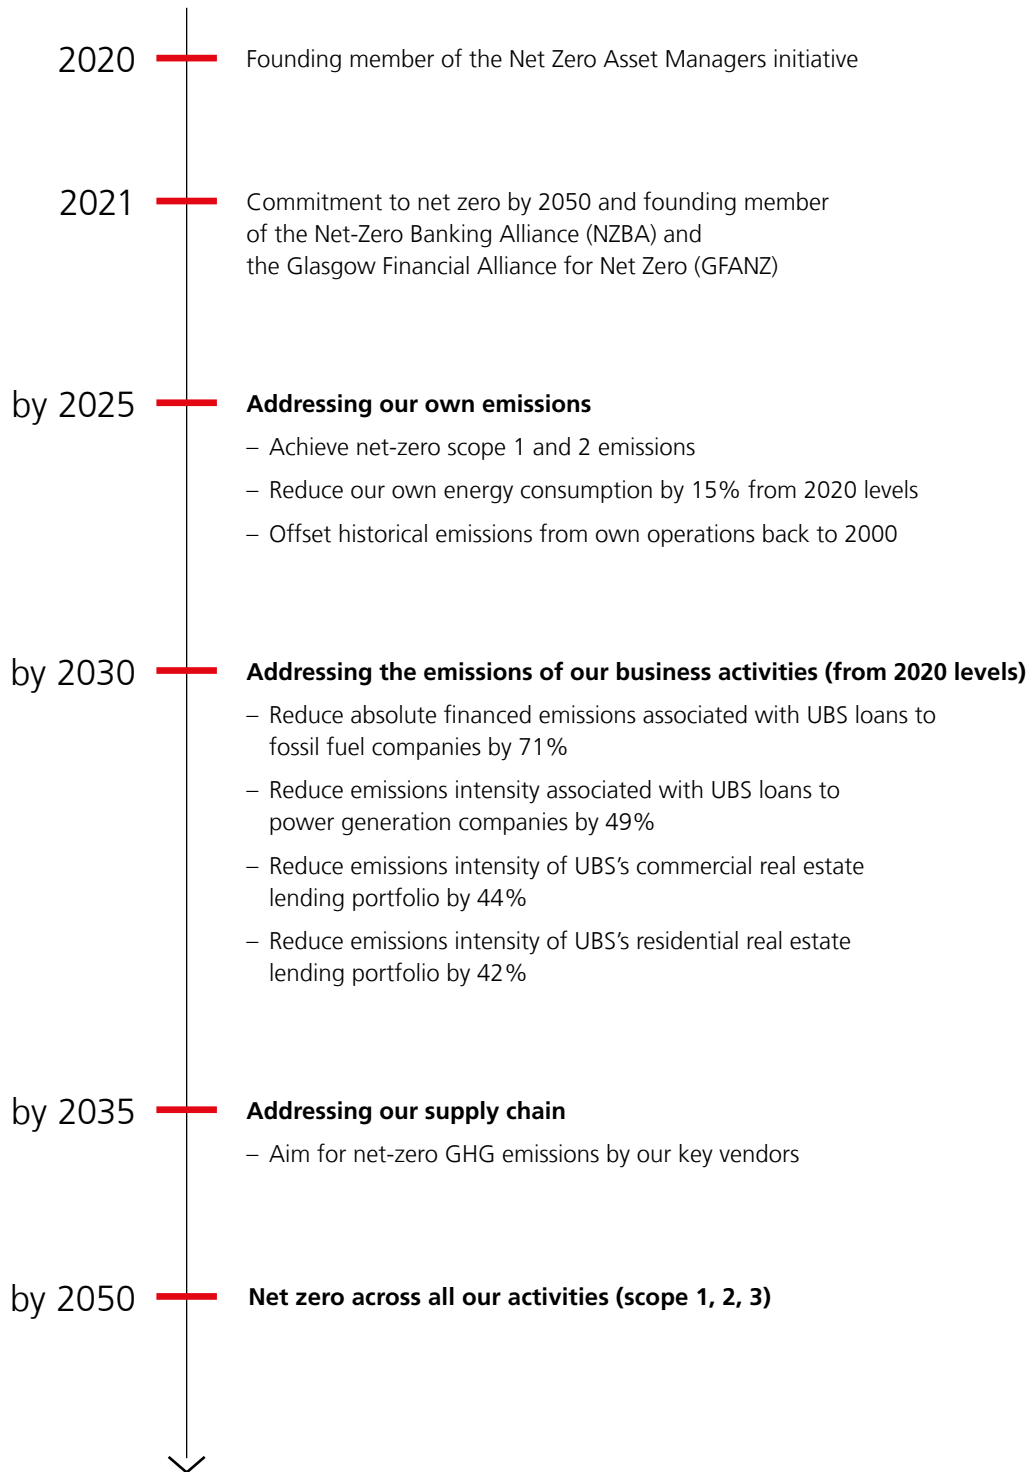 2020
Founding member of the Net Zero Asset Managers initiative
2021
Commitment to net zero by 2050 and founding member
of the Net-Zero Banking Alliance (NZBA) and
the Glasgow Financial Alliance for Net Zero (GFANZ)
by 2025
Addressing our own emissions
– Achieve net-zero scope 1 and 2 emissions
– Reduce our own energy consumption by 15% from 2020 levels
– Offset historical emissions from own operations back to 2000
by 2030
Addressing the emissions of our business activities (from 2020 levels)
– Reduce absolute financed emissions associated with UBS loans to
fossil fuel companies by 71%
– Reduce emissions intensity associated with UBS loans to
power generation companies by 49%
– Reduce emissions intensity of UBS’s commercial real estate
lending portfolio by 44%
– Reduce emissions intensity of UBS’s residential real estate
lending portfolio by 42%
by 2035
Addressing our supply chain
– Aim for net-zero GHG emissions by our key vendors
by 2050
Net zero across all our activities (scope 1, 2, 3)